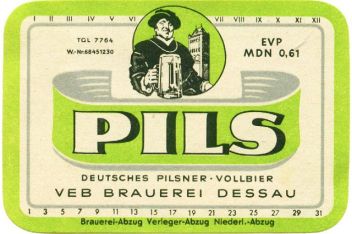 I II III IV V VI VII VIII IX X XI XII
TGL 7764
W.-Nr.:68451230
EVP
MDN 0,61
PILS
DEUTSCHES PILSNER · VOLLBIER
VEB BRAUEREI DESSAU
1 3 5 7 9 11 13 15 17 19 21 23 25 27 29 31
Brauerei-Abzug Verleger-Abzug Niederl.-Abzug